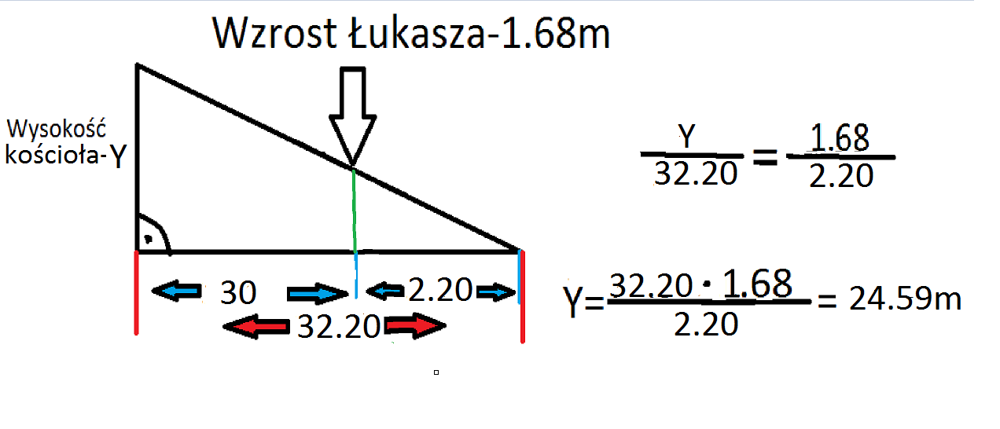 Wzrost Łukasza-1.68m
Wysokość
kościoła-Y
30
2.20
32.20
Y
32.20
=
1.68
2.20
Y=
32.20 · 1.68
2.20
= 24.59m